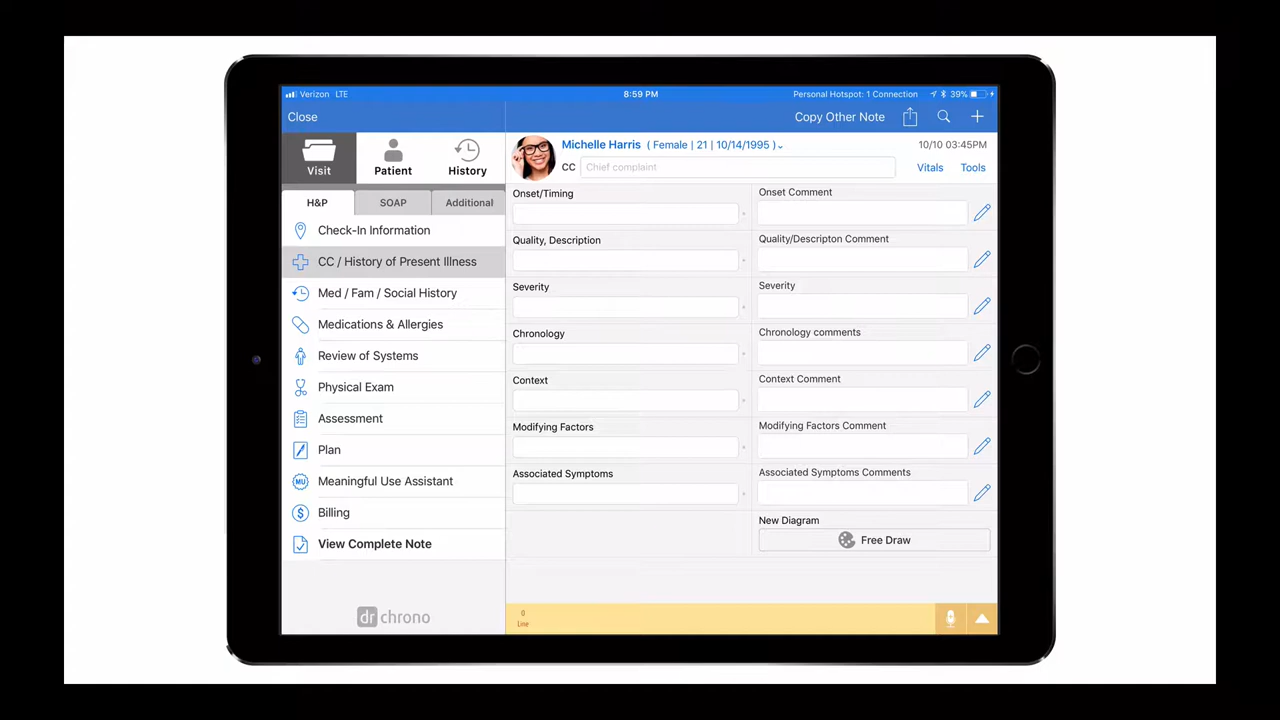 Verizon LTE
8:59 PM
Personal Hotspot: 1 Connection
39%
Close
Copy Other Note
Visit
Patient
History
Michelle Harris ( Female | 21 | 10/14/1995 )
10/10 03:45PM
CC
Chief complaint
Vitals
Tools
H&P
SOAP
Additional
Check-In Information
CC / History of Present Illness
Med / Fam / Social History
Medications & Allergies
Review of Systems
Physical Exam
Assessment
Plan
MU
Meaningful Use Assistant
$
Billing
View Complete Note
dr chrono
Onset/Timing
Onset Comment
Quality, Description
Quality/Descripton Comment
Severity
Severity
Chronology
Chronology comments
Context
Context Comment
Modifying Factors
Modifying Factors Comment
Associated Symptoms
Associated Symptoms Comments
New Diagram
Free Draw
0
Line